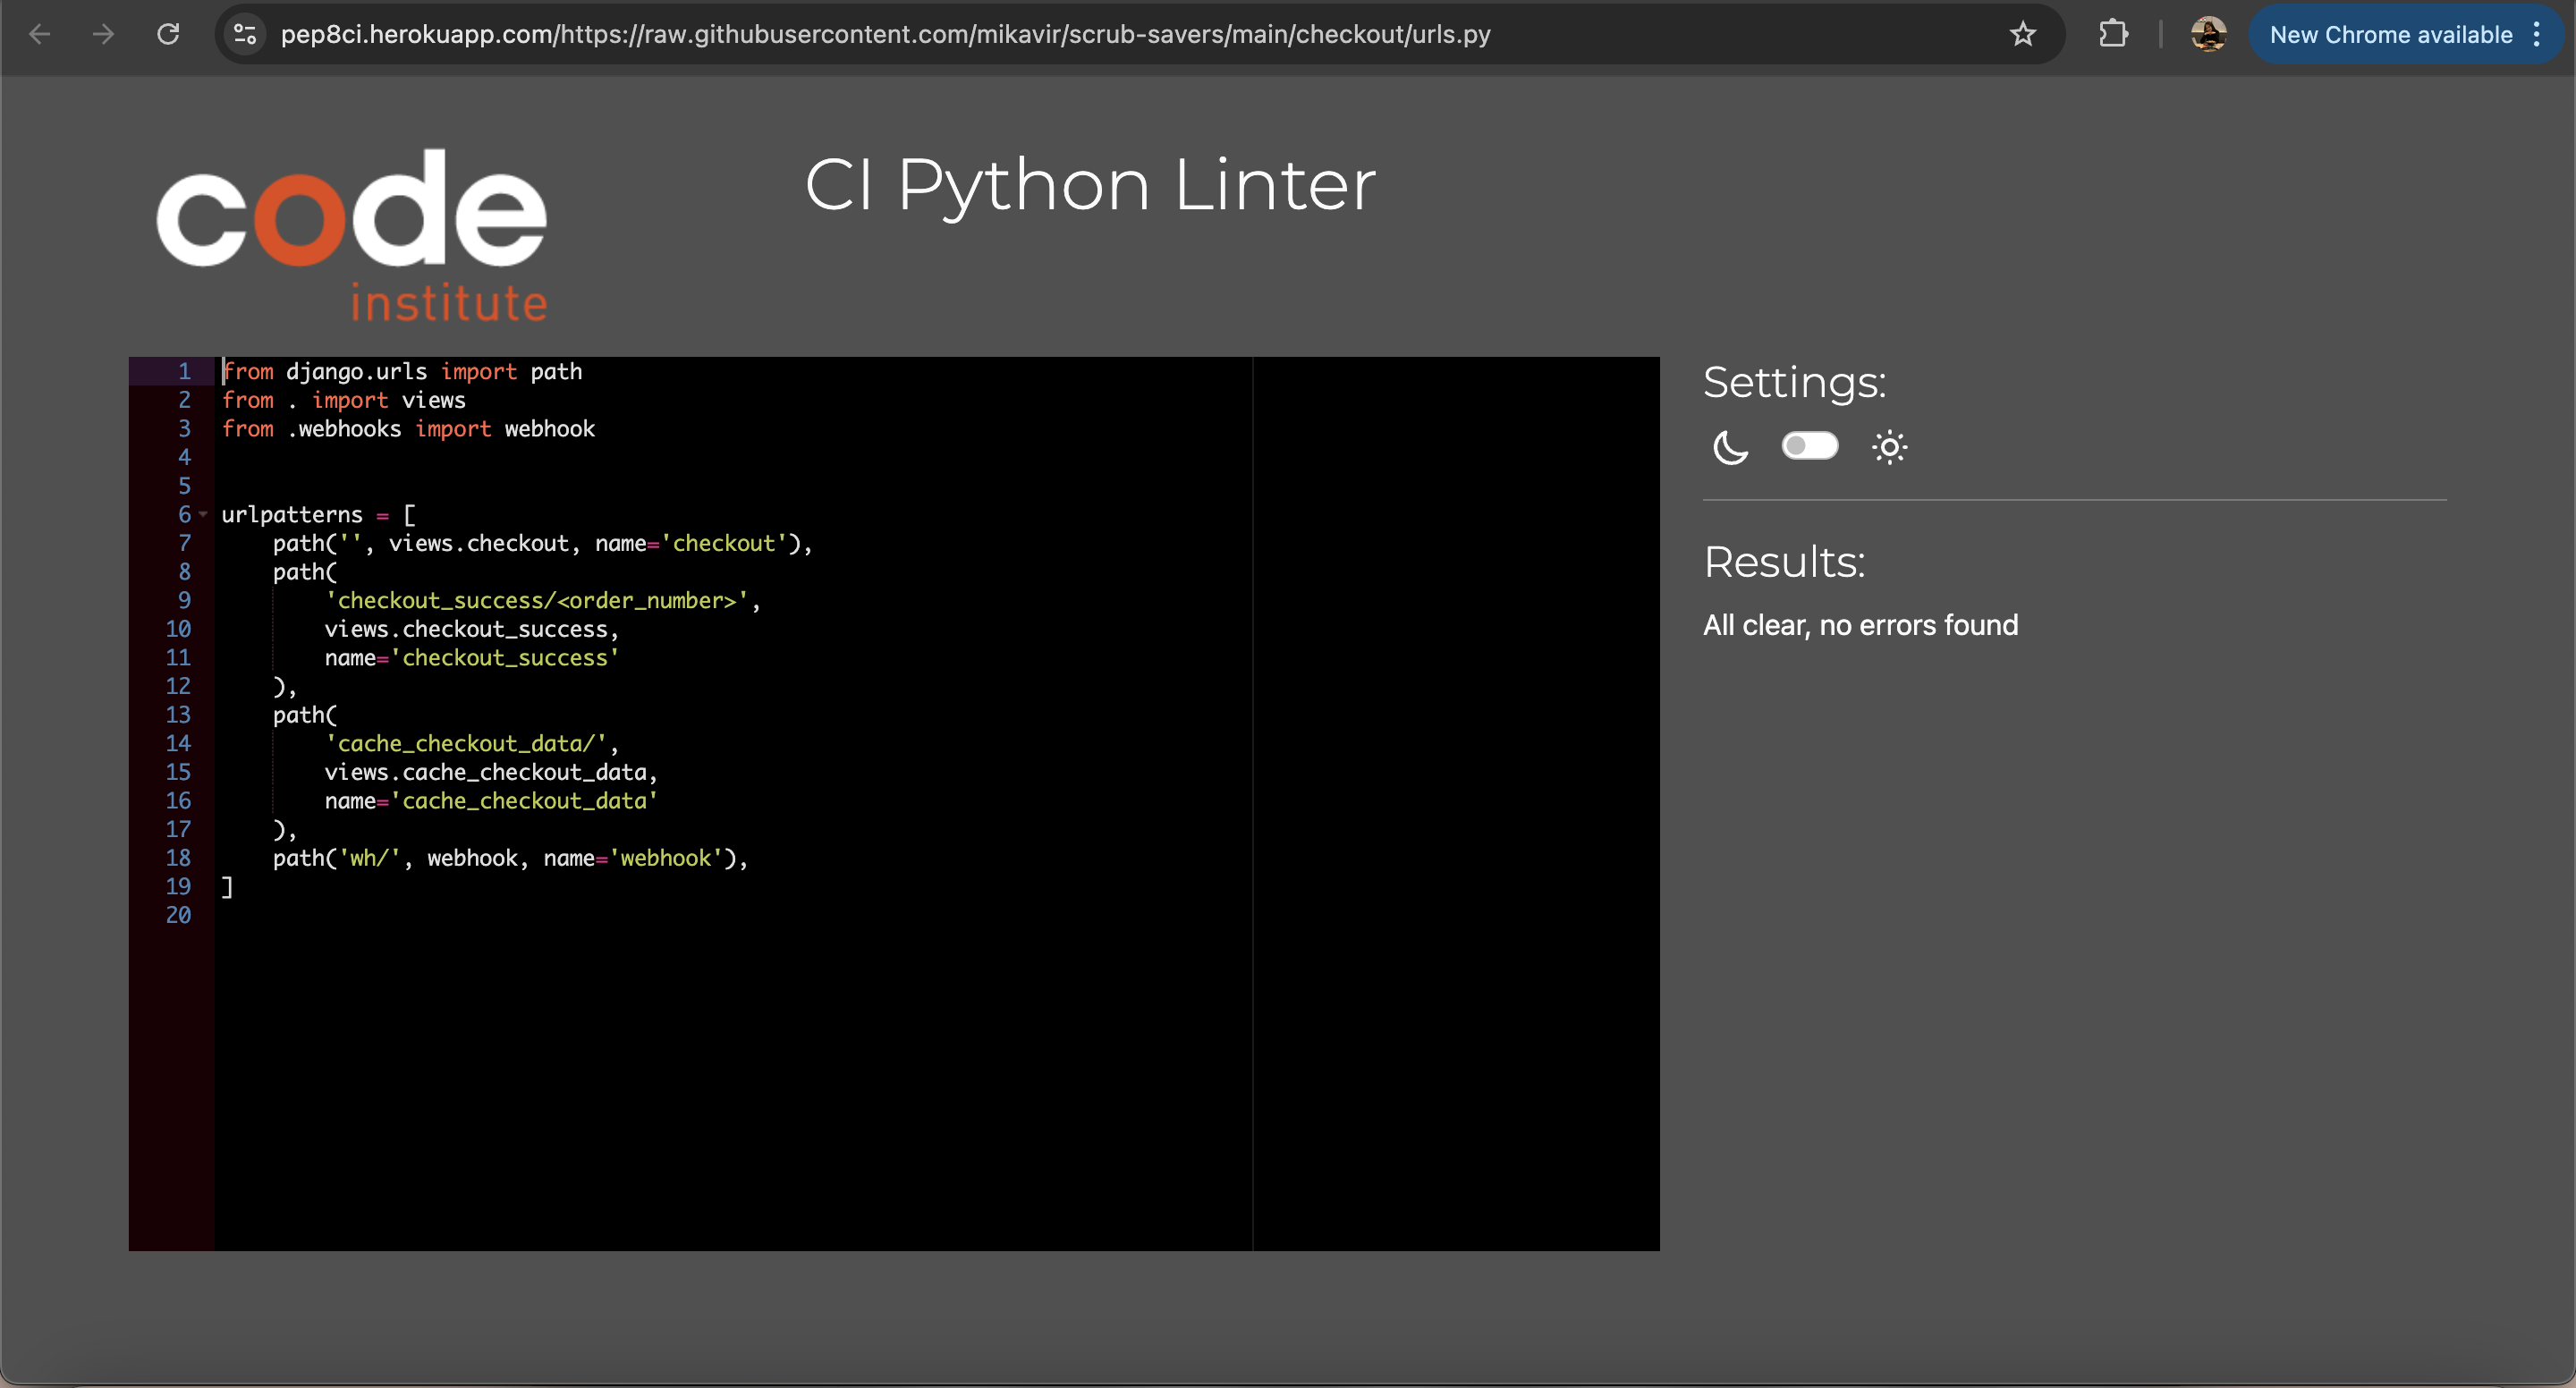 pep8ci.herokuapp.com/https://raw.githubusercontent.com/mikavir/scrub-savers/main/checkout/urls.py
New Chrome available
code
institute
CI Python Linter
1 from django.urls import path
2 from . import views
3 from .webhooks import webhook
4
5
6 urlpatterns = [
7     path('', views.checkout, name='checkout'),
8     path(
9         'checkout_success/<order_number>',
10         views.checkout_success,
11         name='checkout_success'
12     ),
13     path(
14         'cache_checkout_data/',
15         views.cache_checkout_data,
16         name='cache_checkout_data'
17     ),
18     path('wh/', webhook, name='webhook'),
19 ]
20
Settings:
Results:
All clear, no errors found